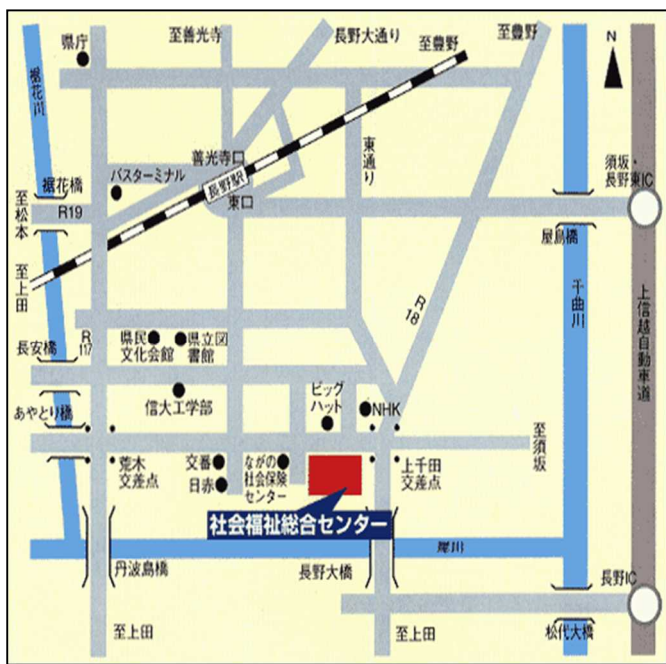 至善光寺
長野大通り
至豊野
至豊野
県庁
N
裾花川
善光寺口
東通り
須坂・
長野東IC
バスターミナル
長野駅
裾花橋
東口
R19
至松本
屋島橋
至上田
R
18
千曲川
上信越自動車道
R
117
県民
文化会館
県立図
書館
長安橋
信大工学部
ビッグ
ハット
NHK
あやとり橋
至須坂
荒木
交差点
交番
日赤
ながの
社会保険
センター
上千田
交差点
社会福祉総合センター
犀川
丹波島橋
長野大橋
長野IC
至上田
至上田
松代大橋